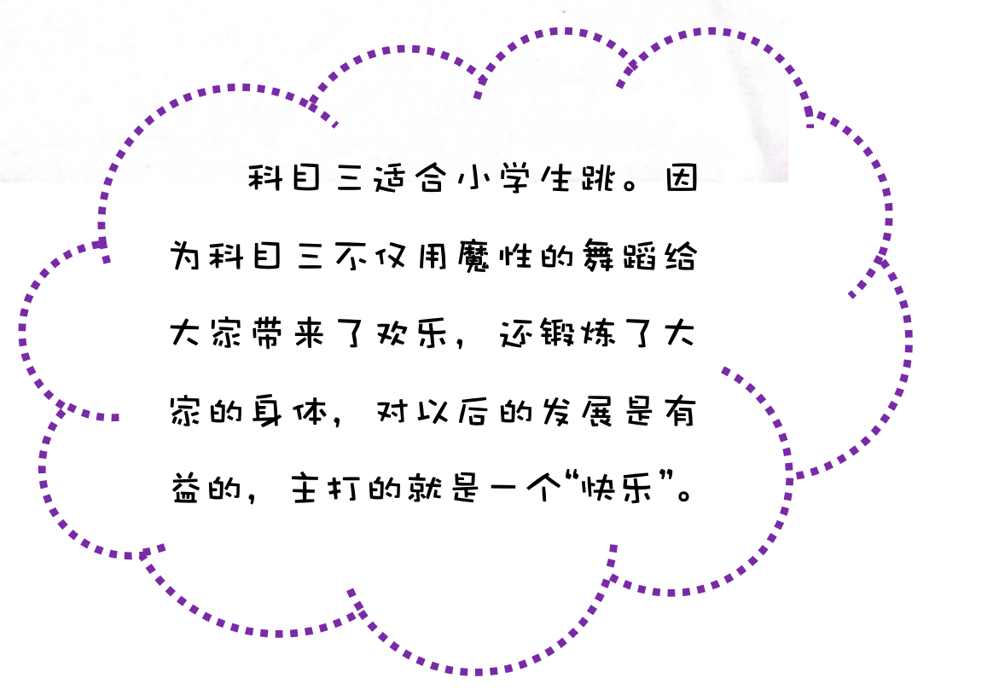 科目三适合小学生跳。因
为科目三不仅用魔性的舞蹈给
大家带来了欢乐，还锻炼了大
家的身体，对以后的发展是有
益的，主打的就是一个“快乐”。